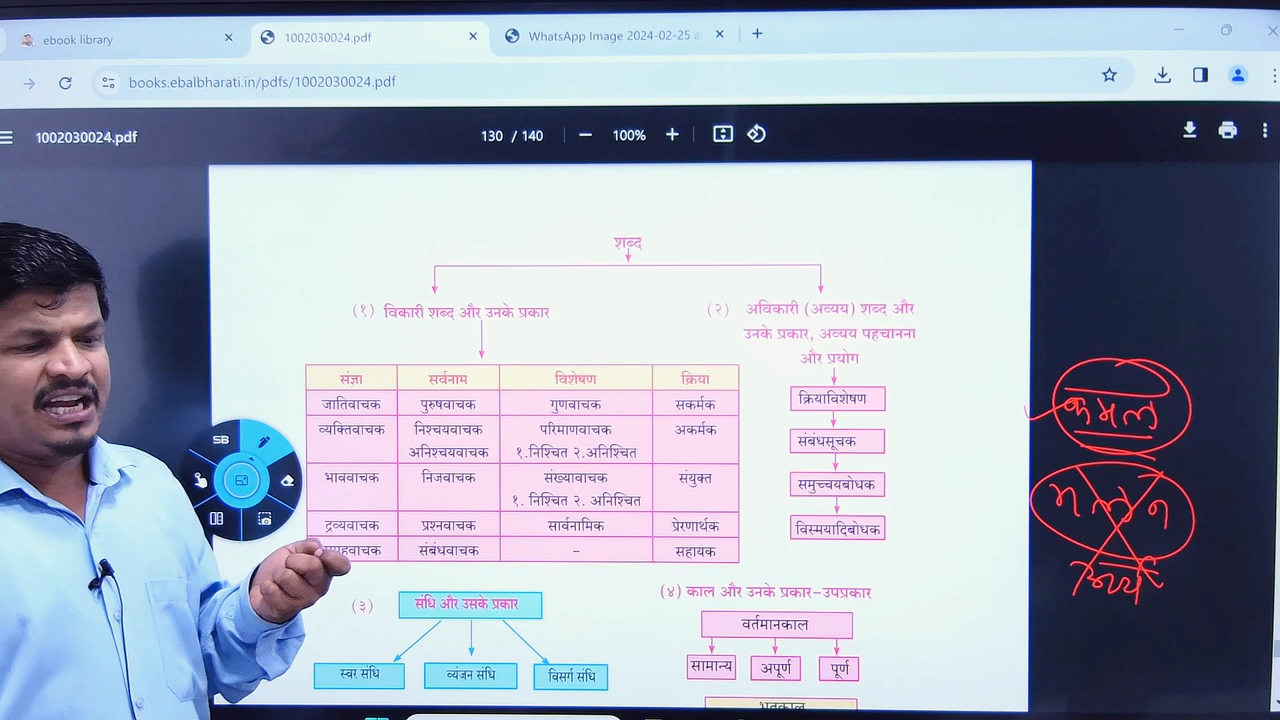 ebook library
1002030024.pdf
WhatsApp Image 2024-02-25
books.ebalbharati.in/pdfs/1002030024.pdf
1002030024.pdf
130 / 140
100%
शब्द
(१) विकारी शब्द और उनके प्रकार
(२) अविकारी (अव्यय) शब्द और
उनके प्रकार, अव्यय पहचानना
और प्रयोग
संज्ञा सर्वनाम विशेषण क्रिया
जातिवाचक पुरुषवाचक गुणवाचक सकर्मक
व्यक्तिवाचक निश्चयवाचक परिमाणवाचक अकर्मक
अनिश्चयवाचक १.निश्चित २.अनिश्चित
भाववाचक निजवाचक संख्यावाचक संयुक्त
१. निश्चित २. अनिश्चित
द्रव्यवाचक प्रश्नवाचक सार्वनामिक प्रेरणार्थक
संबंधवाचक – सहायक
क्रियाविशेषण
संबंधसूचक
समुच्चयबोधक
विस्मयादिबोधक
कमल
SB
(३) संधि और उसके प्रकार
स्वर संधि व्यंजन संधि विसर्ग संधि
(४) काल और उनके प्रकार-उपप्रकार
वर्तमानकाल
सामान्य अपूर्ण पूर्ण
भूतकाल